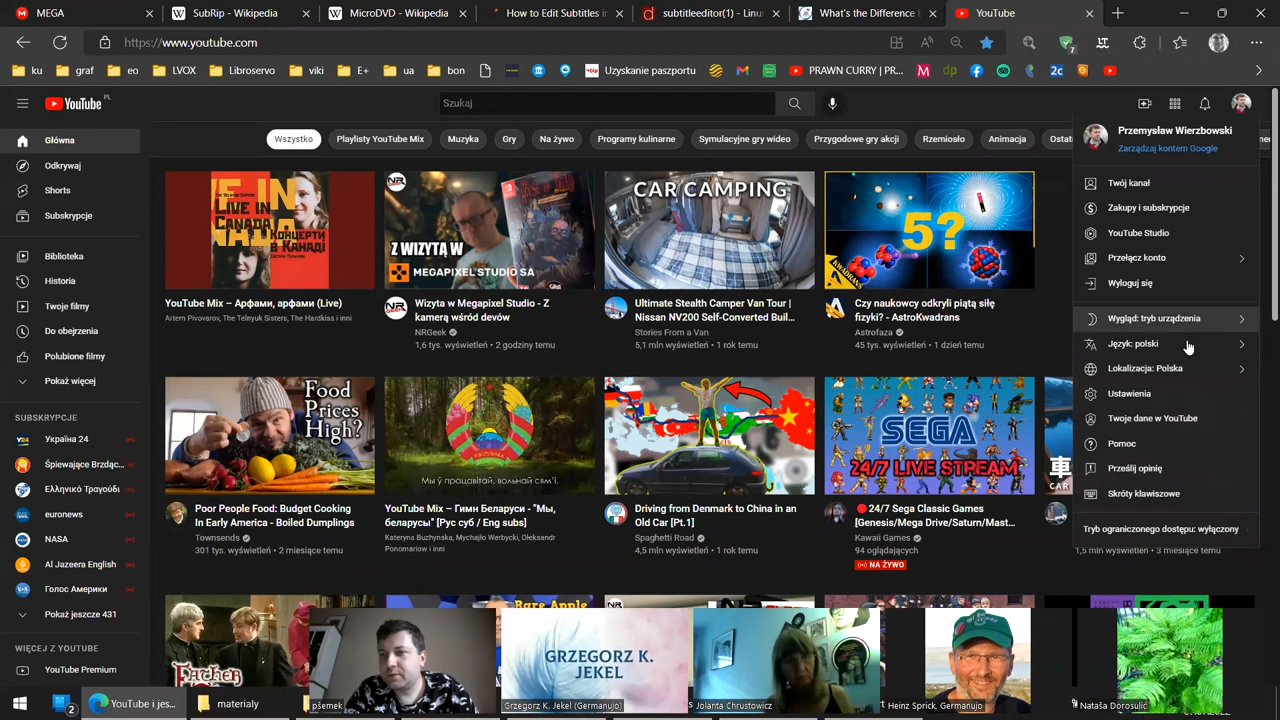 MEGA
SubRip - Wikipedia
MicroDVD - Wikipedia
How to Edit Subtitles in
subtitleeditor(1) - Linu
What's the Difference B
YouTube
https://www.youtube.com
7
ku
graf
eo
LVOX
Libroservo
viki
E+
ua
bon
Uzyskanie paszportu
PRAWN CURRY | PR...
YouTube PL
Szukaj
Wszystko
Playlisty YouTube Mix
Muzyka
Gry
Na żywo
Programy kulinarne
Symulacyjne gry wideo
Przygodowe gry akcji
Rzemiosło
Animacja
Główna
Odkrywaj
Shorts
Subskrypcje
Biblioteka
Historia
Twoje filmy
Do obejrzenia
Polubione filmy
Pokaż więcej
SUBSKRYPCJE
Україна 24
Śpiewające Brzdąc...
Ελληνικό Τραγούδι
euronews
NASA
Al Jazeera English
Голос Америки
Pokaż jeszcze 431
WIĘCEJ Z YOUTUBE
YouTube Premium
LIVE IN
CANADA
КОНЦЕРТИ
В КАНАДІ
YouTube Mix – Арфами, арфами (Live)
Artem Pivovarov, The Telnyuk Sisters, The Hardkiss i inni
NRGeek
Z WIZYTĄ W
MEGAPIXEL STUDIO SA
Wizyta w Megapixel Studio - Z
kamerą wśród devów
NRGeek
1,6 tys. wyświetleń • 2 godziny temu
CAR CAMPING
Ultimate Stealth Camper Van Tour |
Nissan NV200 Self-Converted Buil...
Stories From a Van
5,1 mln wyświetleń • 1 rok temu
5?
KWADRANS
Czy naukowcy odkryli piątą siłę
fizyki? - AstroKwadrans
Astrofaza
45 tys. wyświetleń • 1 dzień temu
Food
Prices
High?
Poor People Food: Budget Cooking
In Early America - Boiled Dumplings
Townsends
301 tys. wyświetleń • 2 miesiące temu
Мы ў працавітай, вольнай сям'і,
YouTube Mix – Гимн Беларуси - "Мы,
беларусы" [Рус суб / Eng subs]
Kateryna Buzhynska, Mychajło Werbycki, Ołeksandr
Ponomariow i inni
Driving from Denmark to China in an
Old Car [Pt.1]
Spaghetti Road
4,5 mln wyświetleń • 1 rok temu
SEGA
24/7 LIVE STREAM
24/7 Sega Classic Games
[Genesis/Mega Drive/Saturn/Mast...
Kawaii Games
94 oglądających
NA ŻYWO
1,5 mln wyświetleń • 3 miesiące temu
Przemysław Wierzbowski
Zarządzaj kontem Google
Twój kanał
Zakupy i subskrypcje
YouTube Studio
Przełącz konto
Wyloguj się
Wygląd: tryb urządzenia
Język: polski
Lokalizacja: Polska
Ustawienia
Twoje dane w YouTube
Pomoc
Prześlij opinię
Skróty klawiszowe
Tryb ograniczonego dostępu: wyłączony
GRZEGORZ K.
JEKEL
2
YouTube i jes...
materialy
pšemek
Grzegorz K. Jekel (Germanujo)
Jolanta Chrustowicz
Heinz Sprick, Germanujo
Nataša Dorosulić